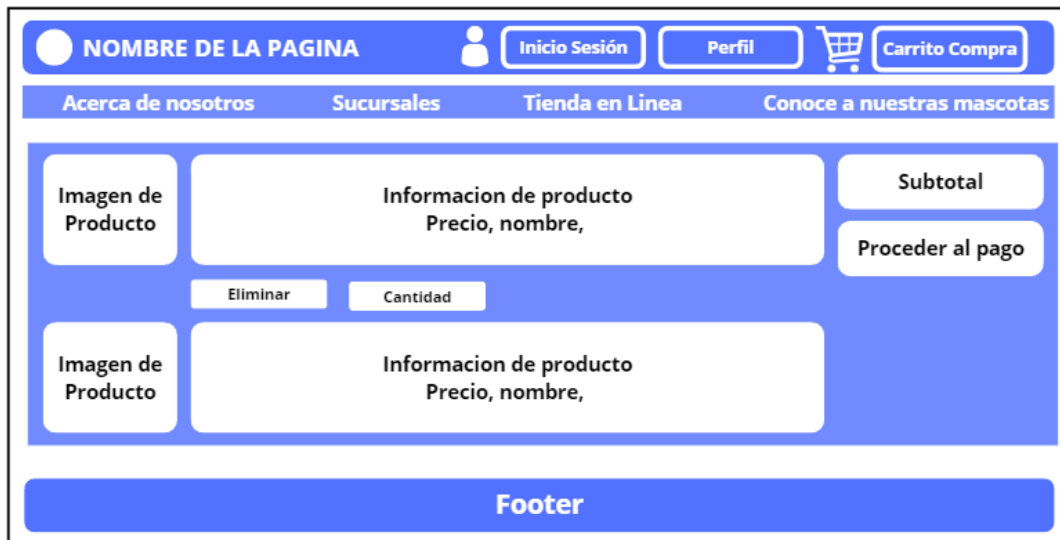 NOMBRE DE LA PAGINA
Inicio Sesión
Perfil
Carrito Compra
Acerca de nosotros
Sucursales
Tienda en Linea
Conoce a nuestras mascotas
Imagen de
Producto
Informacion de producto
Precio, nombre,
Subtotal
Proceder al pago
Eliminar
Cantidad
Imagen de
Producto
Informacion de producto
Precio, nombre,
Footer